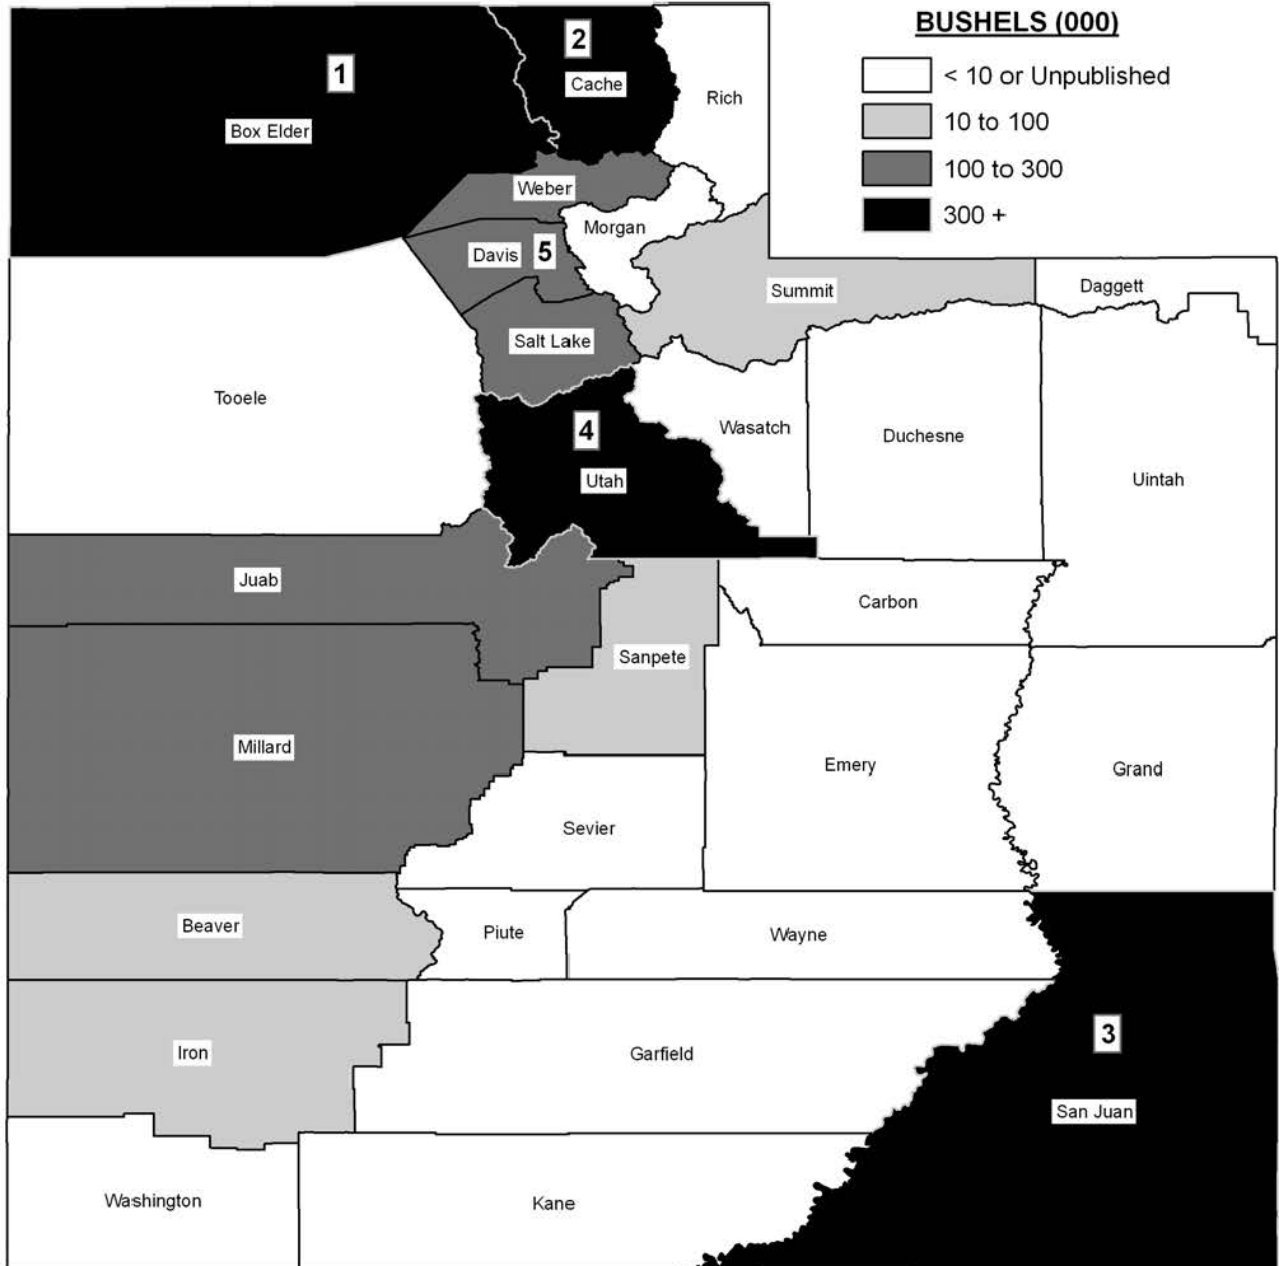 BUSHELS (000)
< 10 or Unpublished
10 to 100
100 to 300
300 +
1
2
Cache
Rich
Box Elder
Weber
Morgan
Davis
5
Summit
Daggett
Salt Lake
Tooele
4
Wasatch
Duchesne
Utah
Uintah
Juab
Carbon
Sanpete
Millard
Emery
Grand
Sevier
Beaver
Piute
Wayne
3
Iron
Garfield
San Juan
Washington
Kane